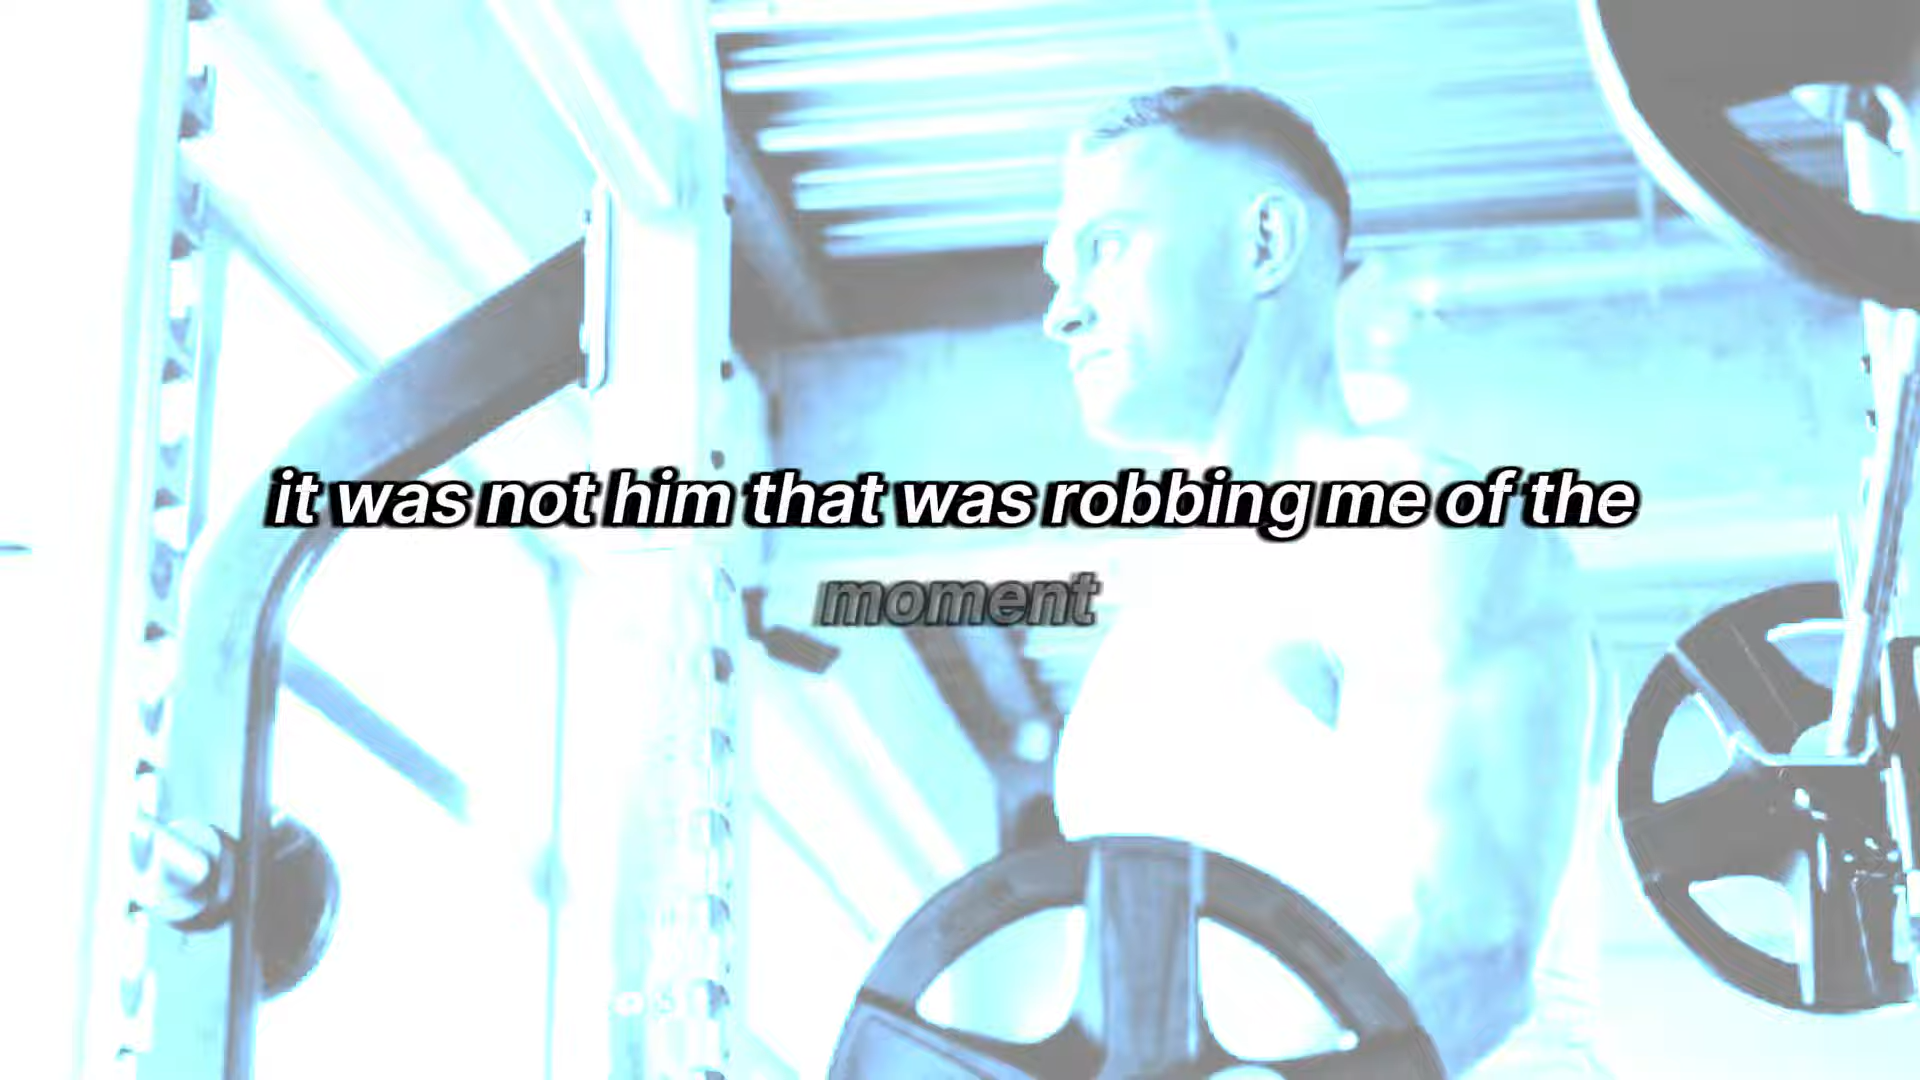 it was not him that was robbing me of the
moment